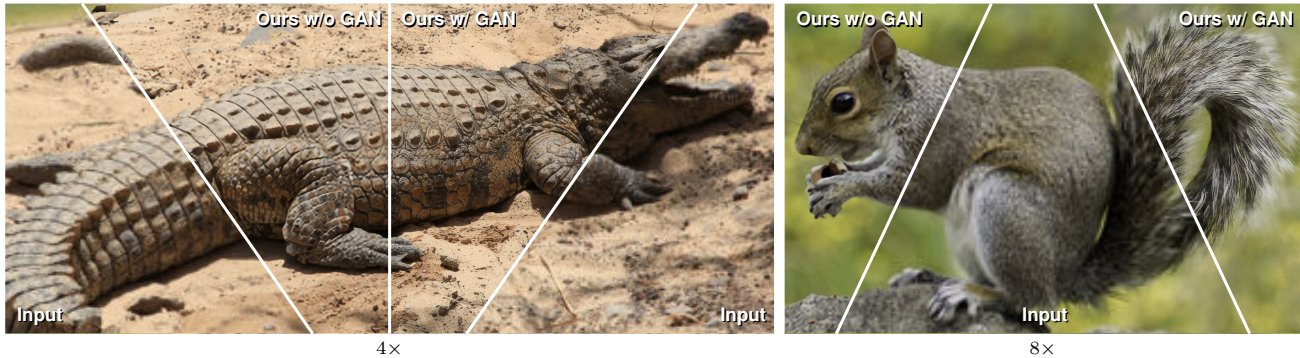 Ours w/o GAN
Ours w/ GAN
Input
Input
4×
Ours w/o GAN
Ours w/ GAN
Input
8×